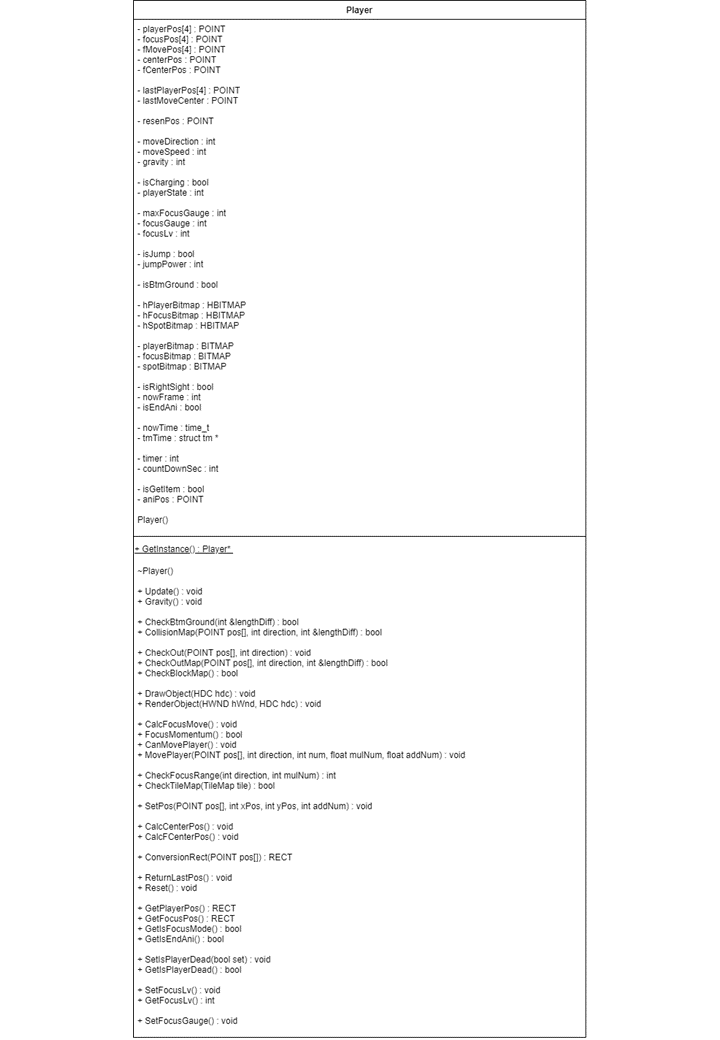 Player
- playerPos[4] : POINT
- focusPos[4] : POINT
- fMovePos[4] : POINT
- centerPos : POINT
- fCenterPos : POINT
- lastPlayerPos[4] : POINT
- lastMoveCenter : POINT
- resenPos : POINT
- moveDirection : int
- moveSpeed : int
- gravity : int
- isCharging : bool
- playerState : int
- maxFocusGauge : int
- focusGauge : int
- focusLv : int
- isJump : bool
- jumpPower : int
- isBtmGround : bool
- hPlayerBitmap : HBITMAP
- hFocusBitmap : HBITMAP
- hSpotBitmap : HBITMAP
- playerBitmap : BITMAP
- focusBitmap : BITMAP
- spotBitmap : BITMAP
- isRightSight : bool
- nowFrame : int
- isEndAni : bool
- nowTime : time_t
- tmTime : struct tm *
- timer : int
- countDownSec : int
- isGetItem : bool
- aniPos : POINT
Player()
+ GetInstance() : Player*
~Player()
+ Update() : void
+ Gravity() : void
+ CheckBtmGround(int &lengthDiff) : bool
+ CollisionMap(POINT pos[], int direction, int &lengthDiff) : bool
+ CheckOut(POINT pos[], int direction) : void
+ CheckOutMap(POINT pos[], int direction, int &lengthDiff) : bool
+ CheckBlockMap() : bool
+ DrawObject(HDC hdc) : void
+ RenderObject(HWND hWnd, HDC hdc) : void
+ CalcFocusMove() : void
+ FocusMomentum() : bool
+ CanMovePlayer() : void
+ MovePlayer(POINT pos[], int direction, int num, float mulNum, float addNum) : void
+ CheckFocusRange(int direction, int mulNum) : int
+ CheckTileMap(TileMap tile) : bool
+ SetPos(POINT pos[], int xPos, int yPos, int addNum) : void
+ CalcCenterPos() : void
+ CalcFCenterPos() : void
+ ConversionRect(POINT pos[]) : RECT
+ ReturnLastPos() : void
+ Reset() : void
+ GetPlayerPos() : RECT
+ GetFocusPos() : RECT
+ GetIsFocusMode() : bool
+ GetIsEndAni() : bool
+ SetIsPlayerDead(bool set) : void
+ GetIsPlayerDead() : bool
+ SetFocusLv() : void
+ GetFocusLv() : int
+ SetFocusGauge() : void